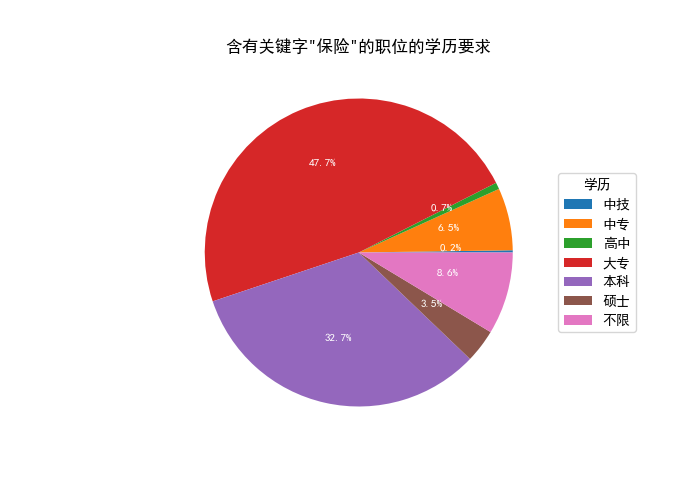 含有关键字"保险"的职位的学历要求
47.7%
0.7%
6.5%
0.2%
8.6%
3.5%
32.7%
学历
中技
中专
高中
大专
本科
硕士
不限